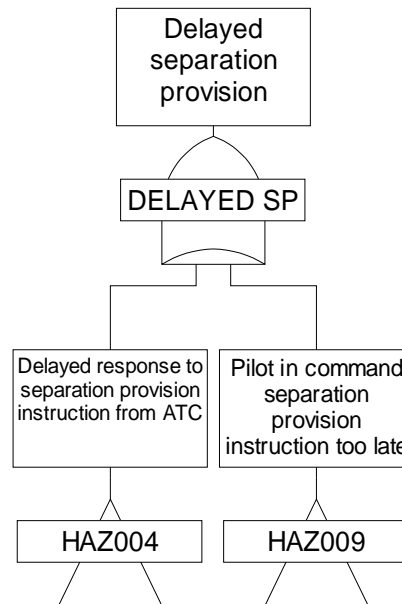 Delayed
separation
provision
DELAYED SP
Delayed response to
separation provision
instruction from ATC
Pilot in command
separation
provision
instruction too late
HAZ004
HAZ009